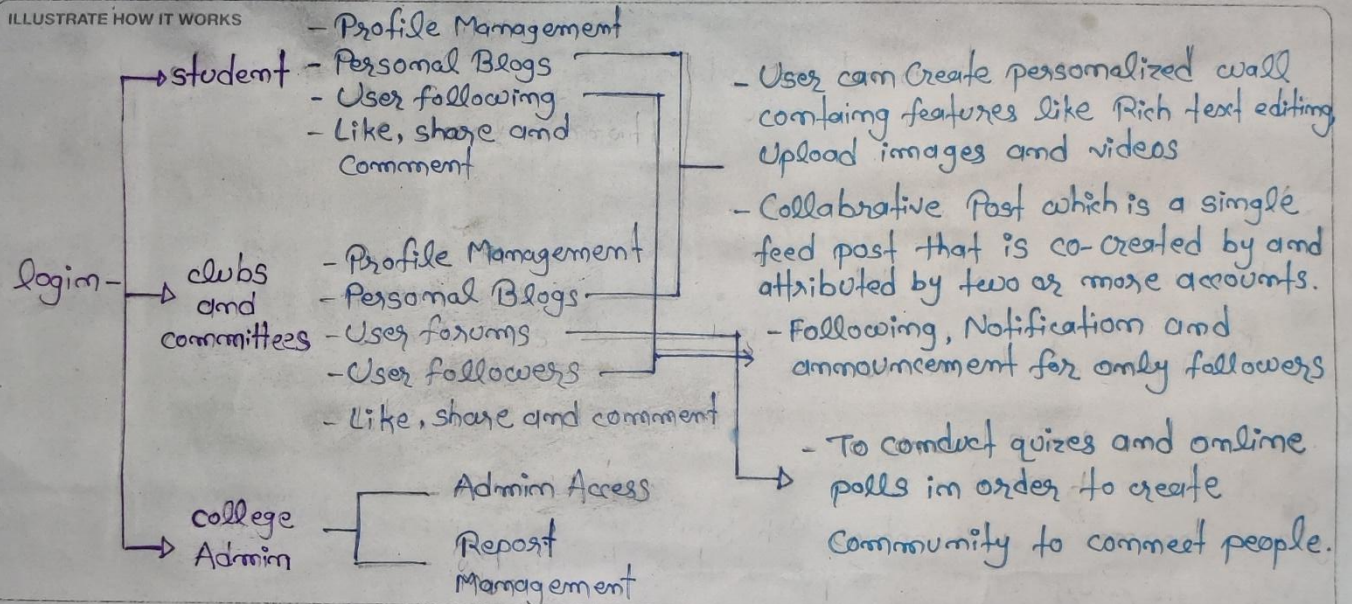 ILLUSTRATE HOW IT WORKS
login
student
- Profile Management
- Personal Blogs
- User following
- Like, share and
Comment
clubs
and
committees
- Profile Management
- Personal Blogs
- User forums
- User followers
- Like, share and comment
college
Admin
Admin Access
Report
Management
- User can Create personalized wall
containg features like Rich text editing
Upload images and videos
- Collabrative Post which is a single
feed post that is co-created by and
attributed by two or more accounts.
- Following, Notification and
announcement for only followers
- To conduct quizes and online
polls in order to create
Community to connect people.